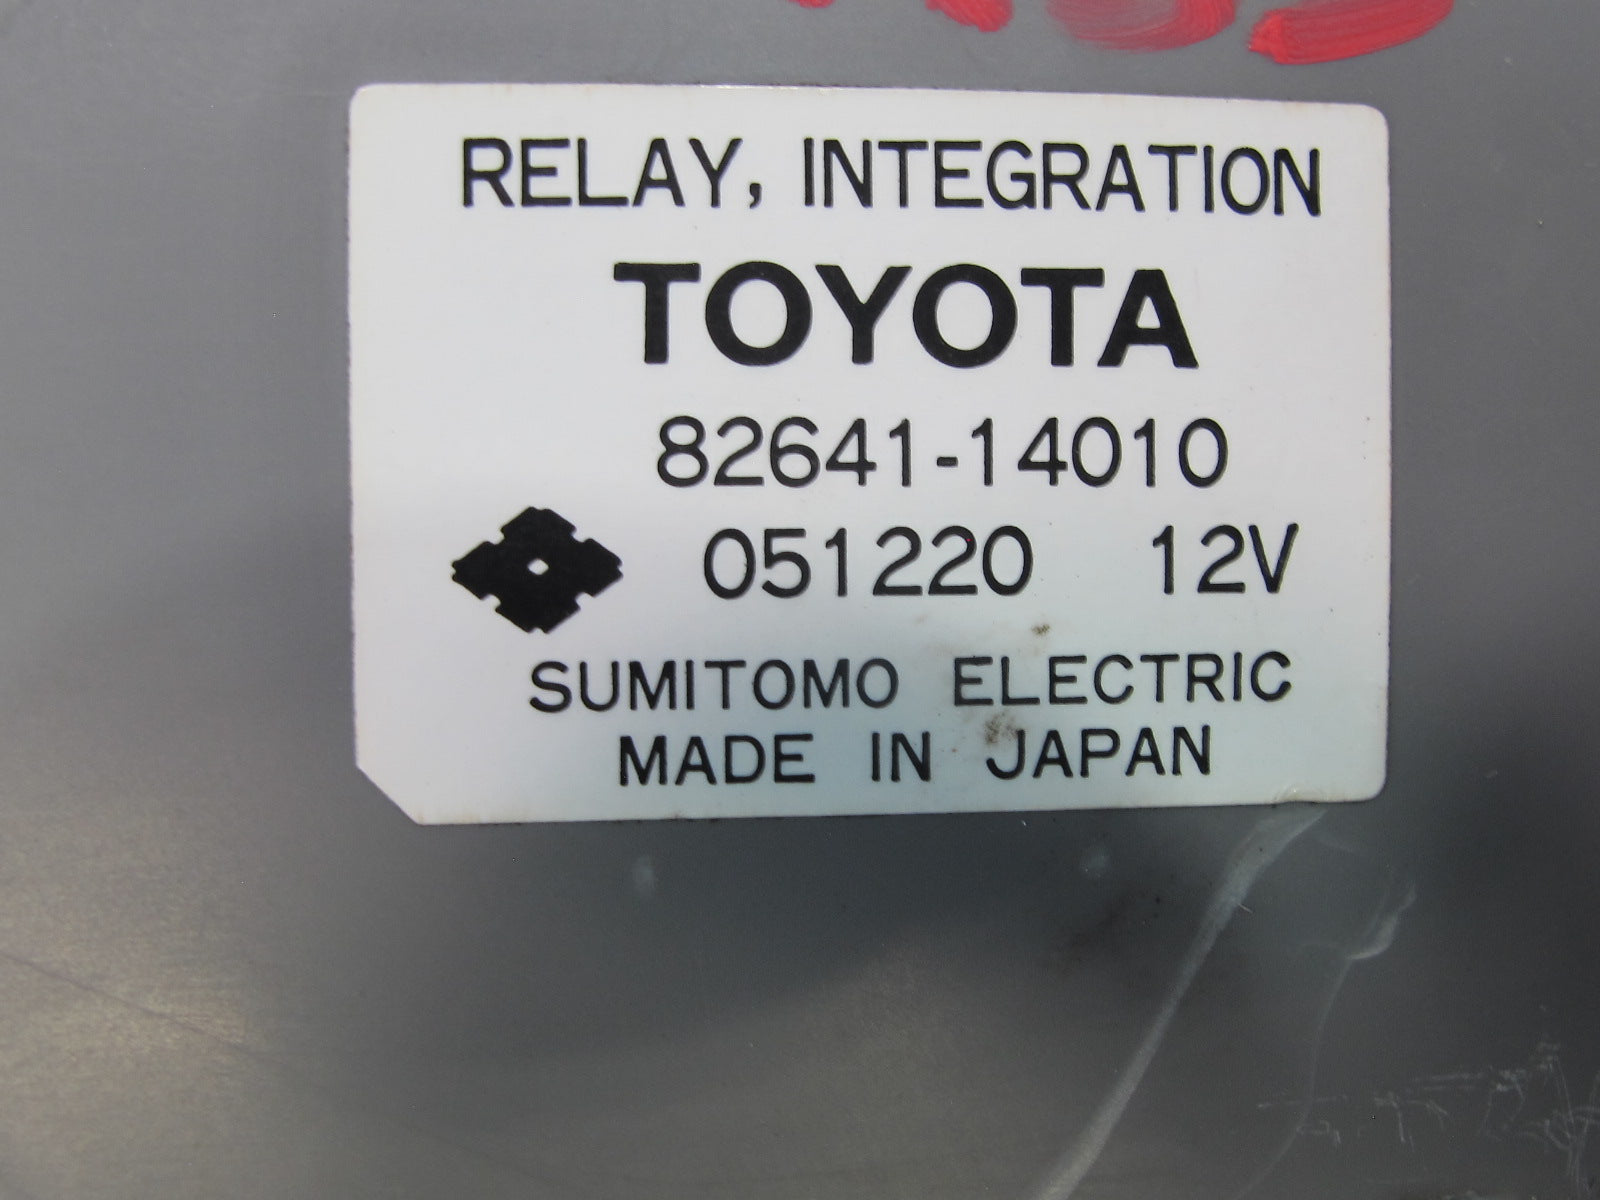 RELAY, INTEGRATION
TOYOTA
82641-14010
051220 12V
SUMITOMO ELECTRIC
MADE IN JAPAN